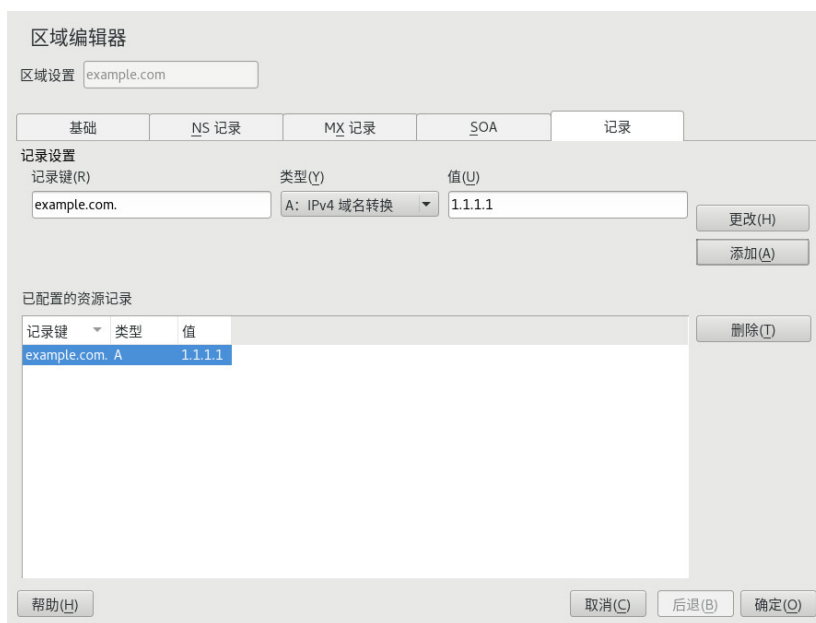 区域编辑器
区域设置 example.com
基础 NS 记录 MX 记录 SOA 记录
记录设置
记录键(R) 类型(Y) 值(U)
example.com. A：IPv4 域名转换 1.1.1.1
更改(H)
添加(A)
已配置的资源记录
记录键 类型 值 删除(T)
example.com. A 1.1.1.1
帮助(H) 取消(C) 后退(B) 确定(O)